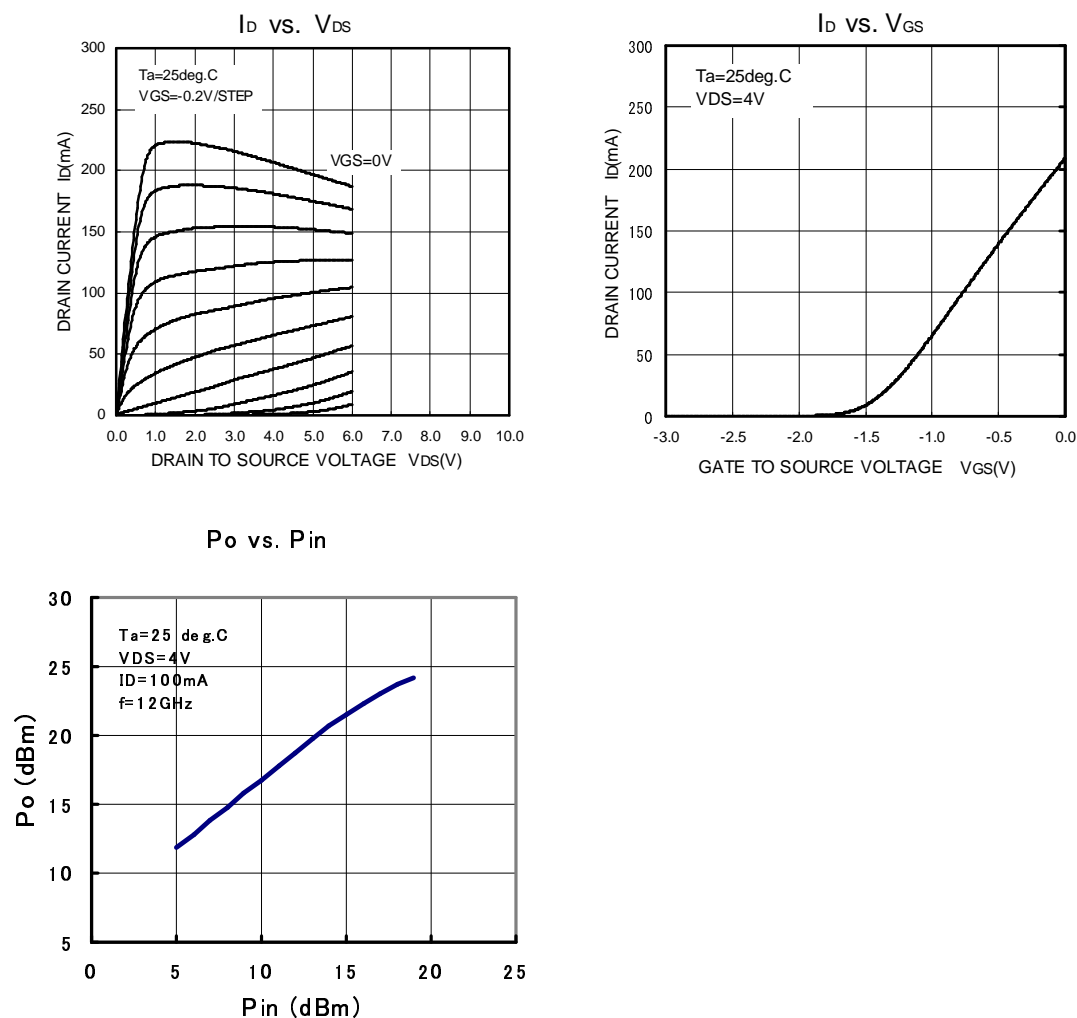 ID vs. VDS
300
250
200
150
100
50
0
Ta=25deg.C
VGS=-0.2V/STEP
VGS=0V
DRAIN CURRENT ID(mA)
0.0 1.0 2.0 3.0 4.0 5.0 6.0 7.0 8.0 9.0 10.0
DRAIN TO SOURCE VOLTAGE VDS(V)
ID vs. VGS
300
250
200
150
100
50
0
Ta=25deg.C
VDS=4V
DRAIN CURRENT ID(mA)
-3.0 -2.5 -2.0 -1.5 -1.0 -0.5 0.0
GATE TO SOURCE VOLTAGE VGS(V)
Po vs. Pin
30
25
20
15
10
5
Ta=25 deg.C
VDS=4V
ID=100mA
f=12GHz
Po (dBm)
0 5 10 15 20 25
Pin (dBm)